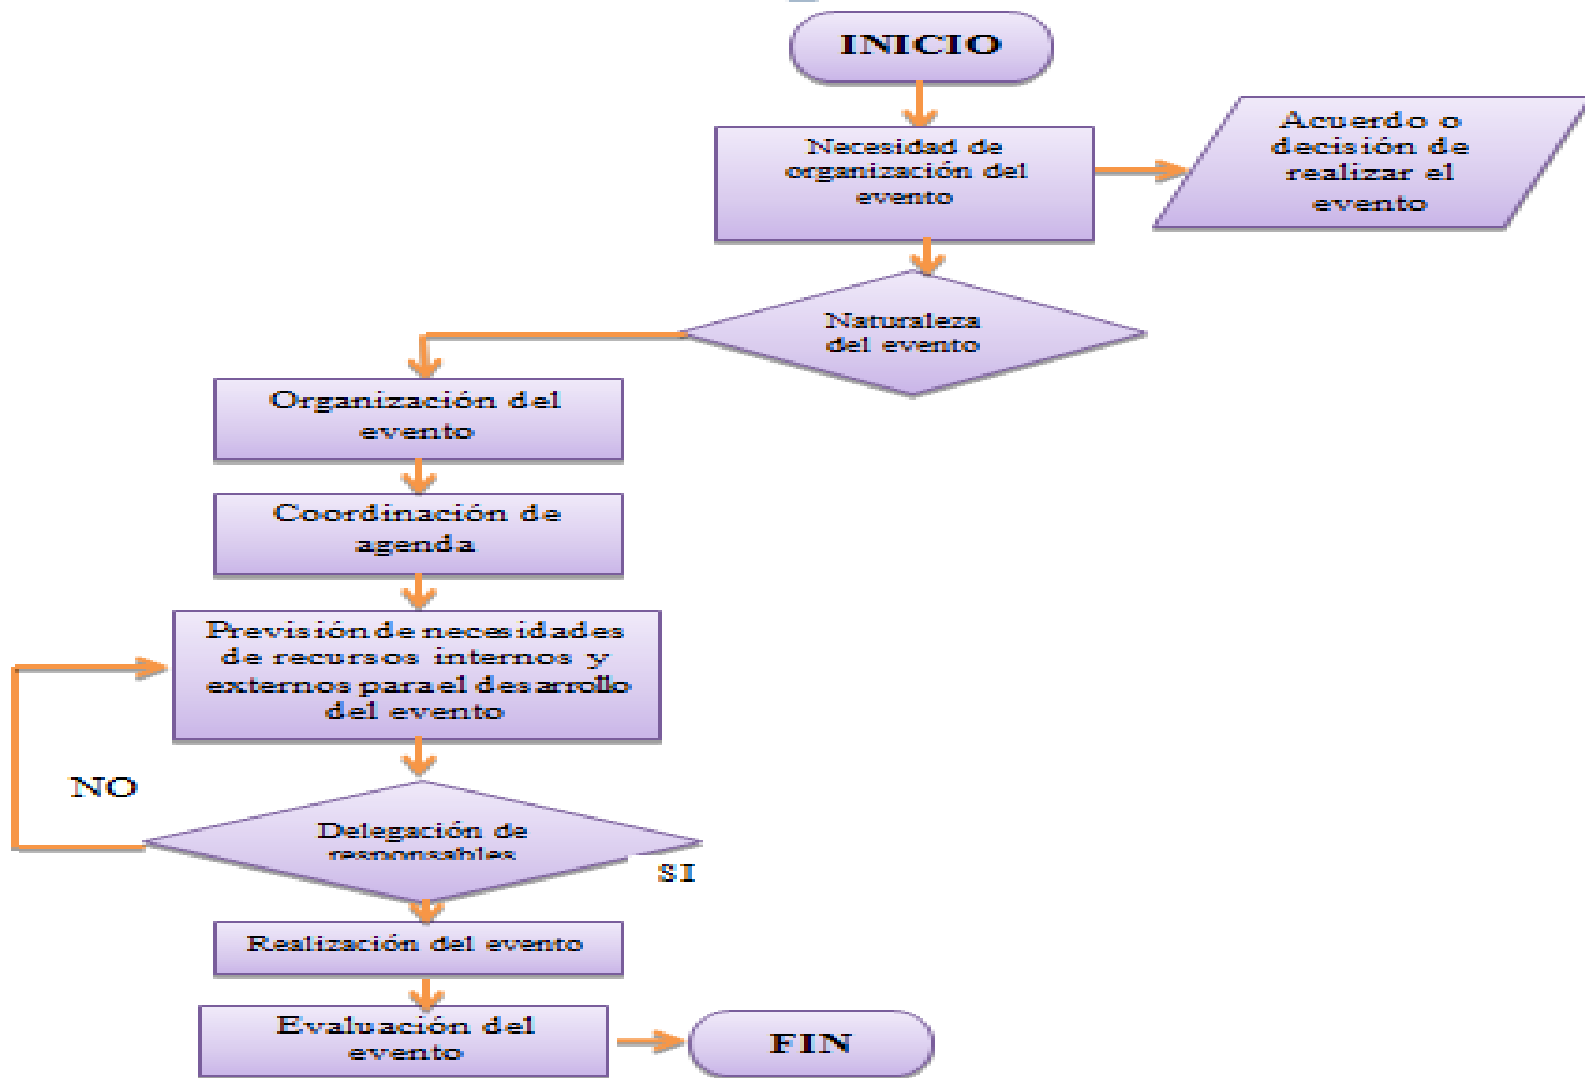 INICIO
Necesidad de
organización del
evento
Acuerdo o
decisión de
realizar el
evento
Naturaleza
del evento
Organización del
evento
Coordinación de
agenda
Previsión de necesidades
de recursos internos y
externos para el desarrollo
del evento
NO
Delegación de
responsables
SI
Realización del evento
Evaluación del
evento
FIN